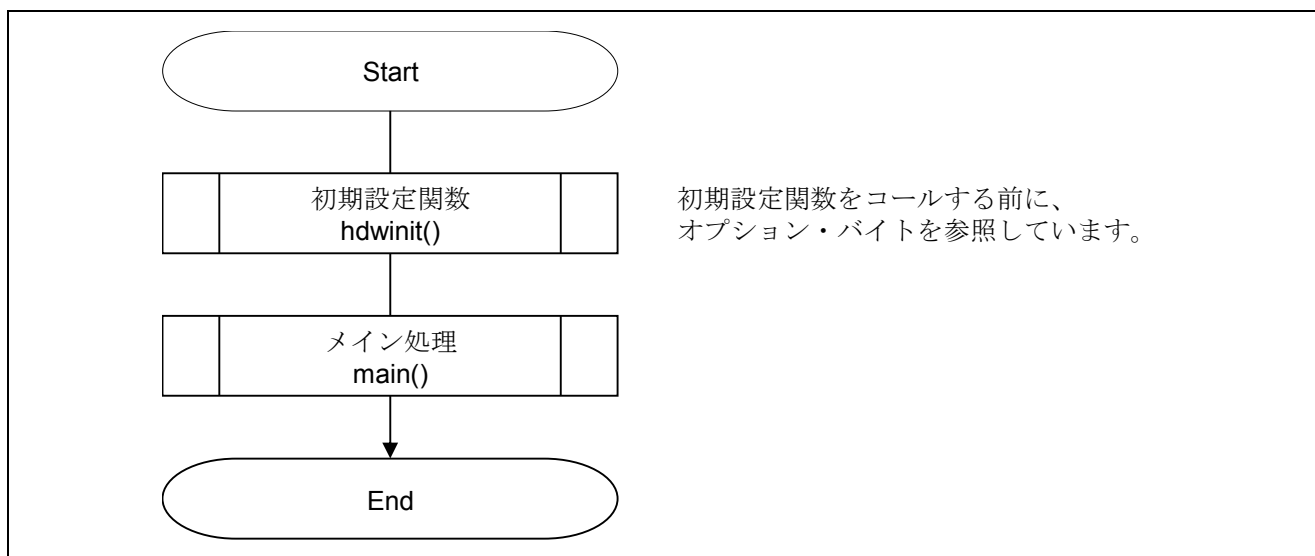 Start
初期設定関数
hdwinit()
初期設定関数をコールする前に、
オプション・バイトを参照しています。
メイン処理
main()
End